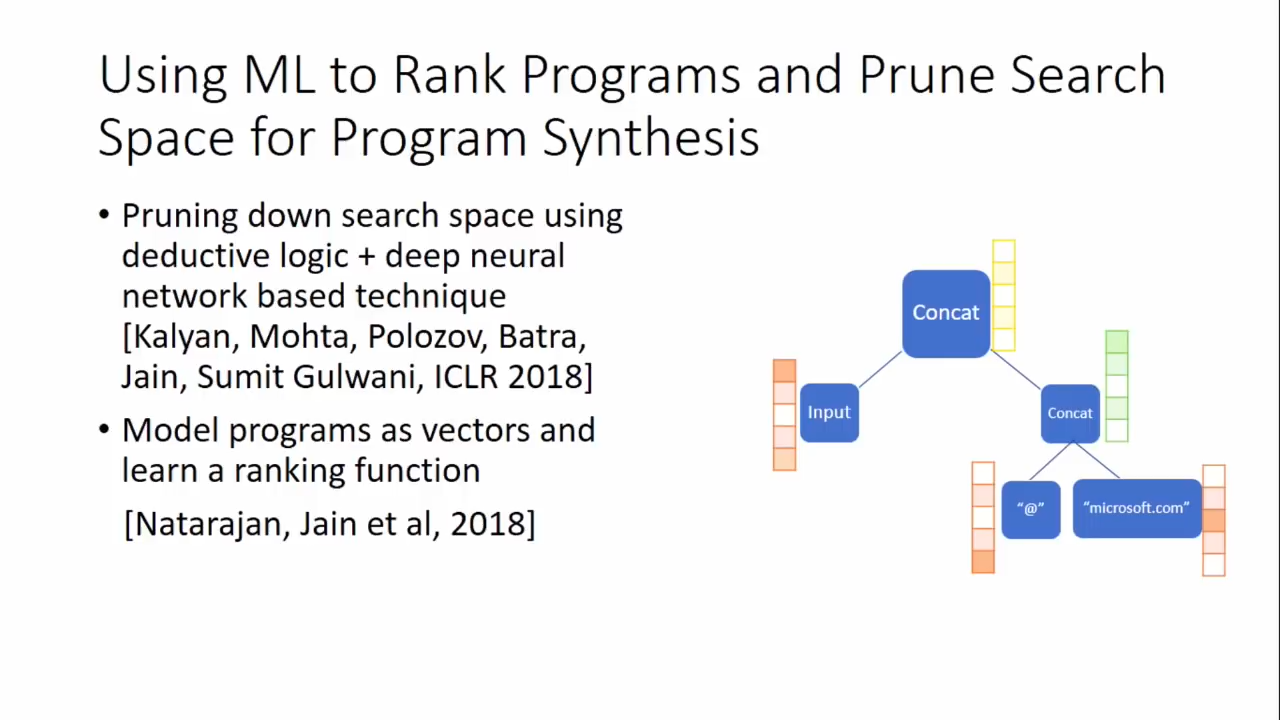 Using ML to Rank Programs and Prune Search
Space for Program Synthesis
• Pruning down search space using
deductive logic + deep neural
network based technique
[Kalyan, Mohta, Polozov, Batra,
Jain, Sumit Gulwani, ICLR 2018]
• Model programs as vectors and
learn a ranking function
[Natarajan, Jain et al, 2018]
Concat
Input
Concat
“@”
“microsoft.com”